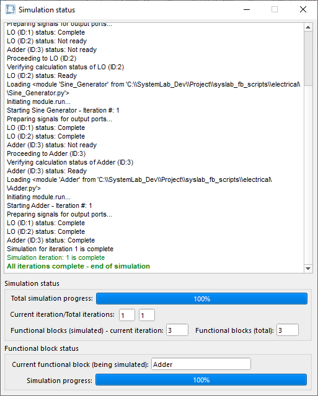 Simulation status
Preparing signals for output ports...
LO (ID:1) status: Complete
LO (ID:2) status: Not ready
Adder (ID:3) status: Not ready
Proceeding to LO (ID:2)
Verifying calculation status of LO (ID:2)
LO (ID:2) status: Ready
Loading <module 'Sine_Generator' from 'C:\\SystemLab_Dev\\Project\\syslab_fb_scripts\\electrical\
\Sine_Generator.py'>
Initiating module.run...
Starting Sine Generator - Iteration #: 1
Preparing signals for output ports...
LO (ID:1) status: Complete
LO (ID:2) status: Complete
Adder (ID:3) status: Not ready
Proceeding to Adder (ID:3)
Verifying calculation status of Adder (ID:3)
Adder (ID:3) status: Ready
Loading <module 'Adder' from 'C:\\SystemLab_Dev\\Project\\syslab_fb_scripts\\electrical\
\Adder.py'>
Initiating module.run...
Starting Adder - Iteration #: 1
Preparing signals for output ports...
LO (ID:1) status: Complete
LO (ID:2) status: Complete
Adder (ID:3) status: Complete
Simulation for iteration 1 is complete
Simulation iteration: 1 is complete
All iterations complete - end of simulation
Simulation status
Total simulation progress: 100%
Current iteration/Total iterations: 1 1
Functional blocks (simulated) - current iteration: 3 Functional blocks (total): 3
Functional block status
Current functional block (being simulated): Adder
Simulation progress: 100%